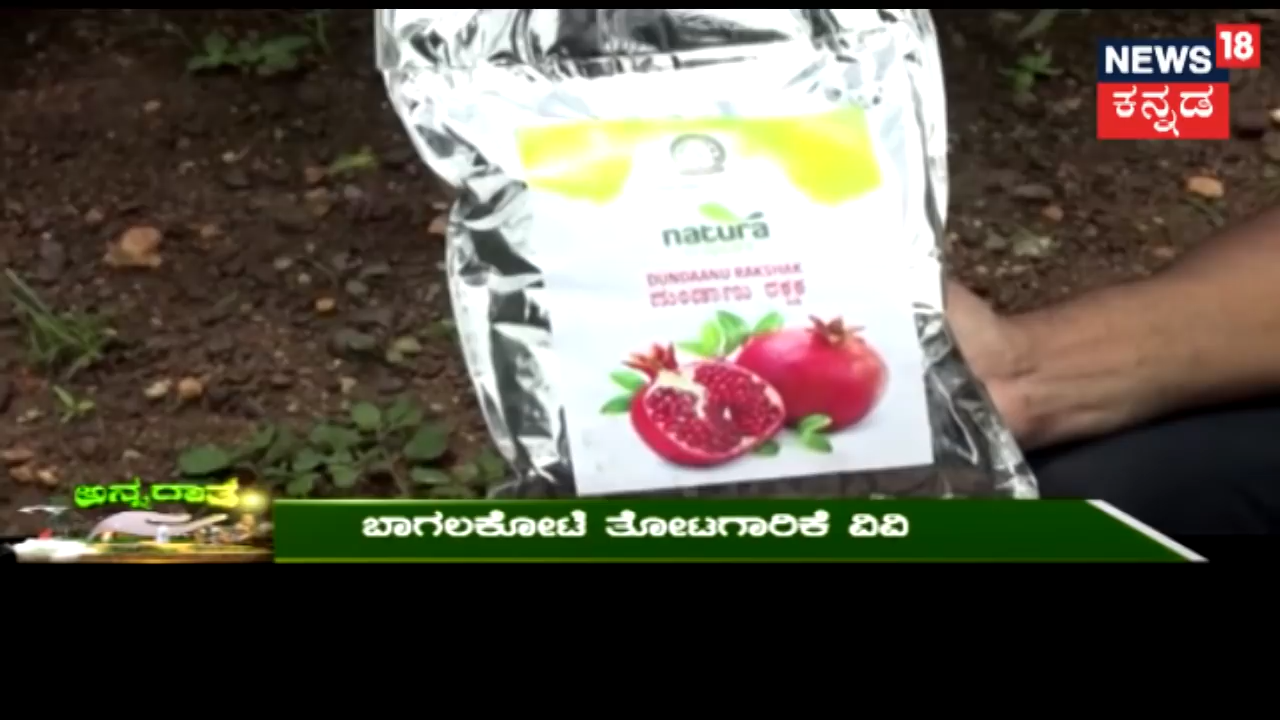 NEWS 18
ಕನ್ನಡ
natura
DUNDAANU RAKSHAK
ದುಂಡಾಣು ರಕ್ಷಕ
ಅನ್ನದಾತ
ಬಾಗಲಕೋಟೆ ತೋಟಗಾರಿಕೆ ವಿವಿ